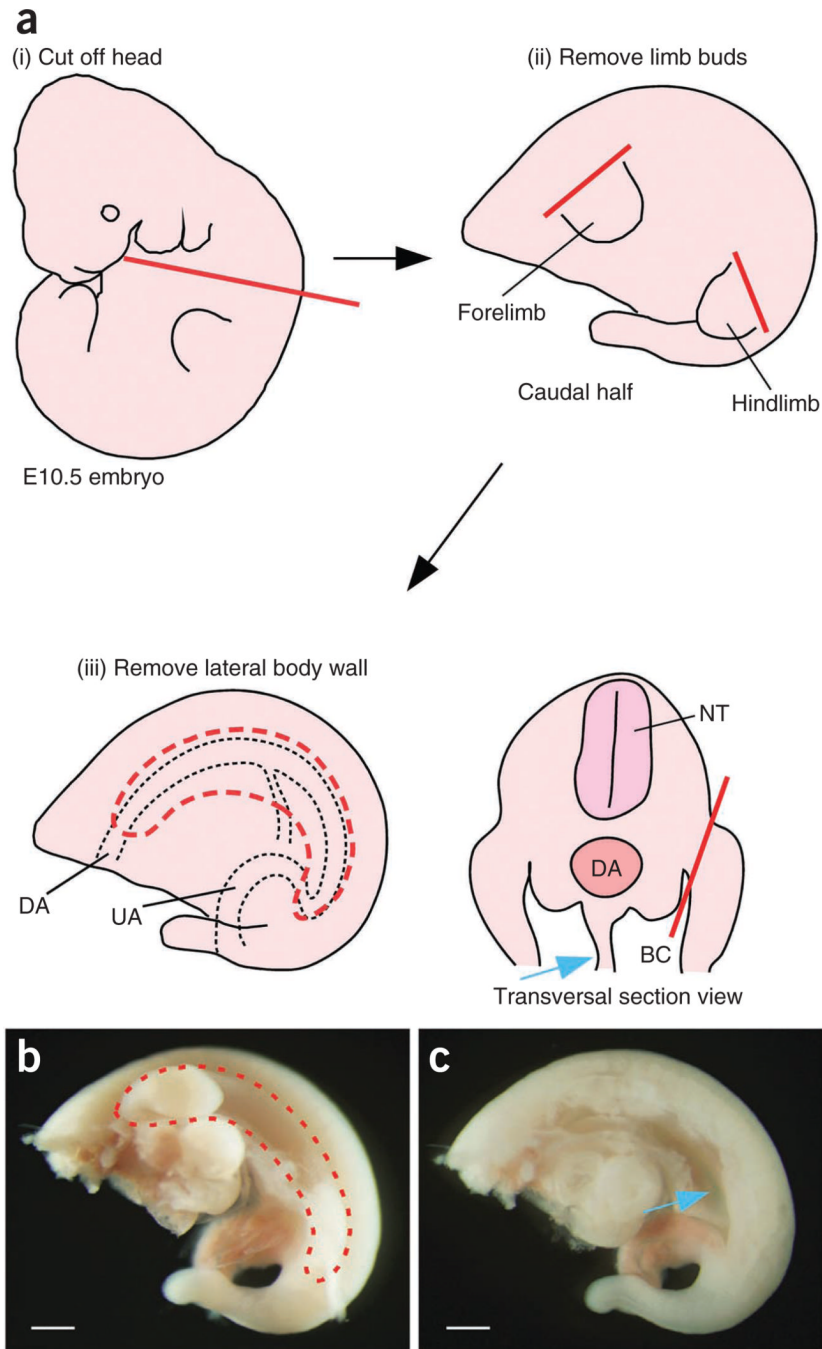 a
(i) Cut off head
(ii) Remove limb buds
Forelimb
Caudal half
Hindlimb
E10.5 embryo
(iii) Remove lateral body wall
NT
DA
DA
UA
BC
Transversal section view
b
c